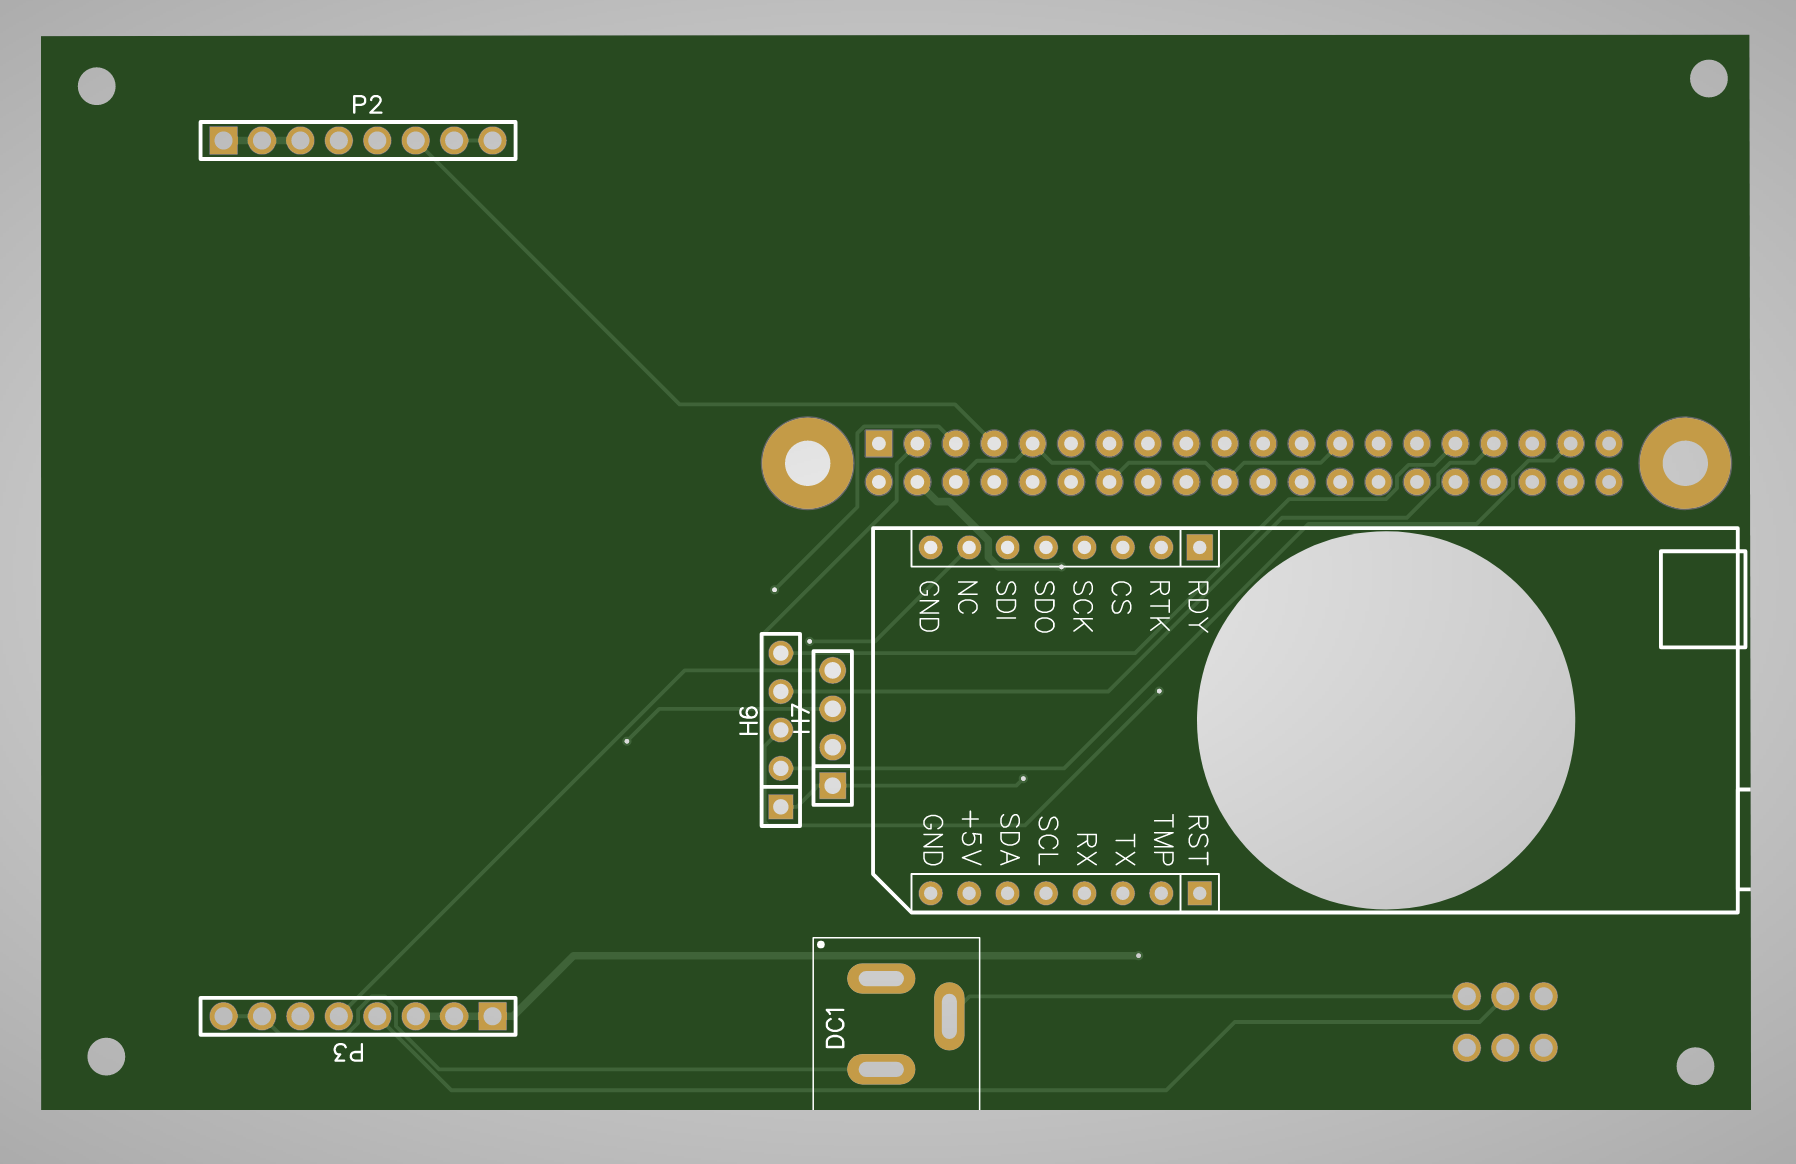 P2
GND NC SDI SDO SCK CS RTK RDY
H6
H7
GND +5V SDA SCL RX TX TMP RST
DC1
P3